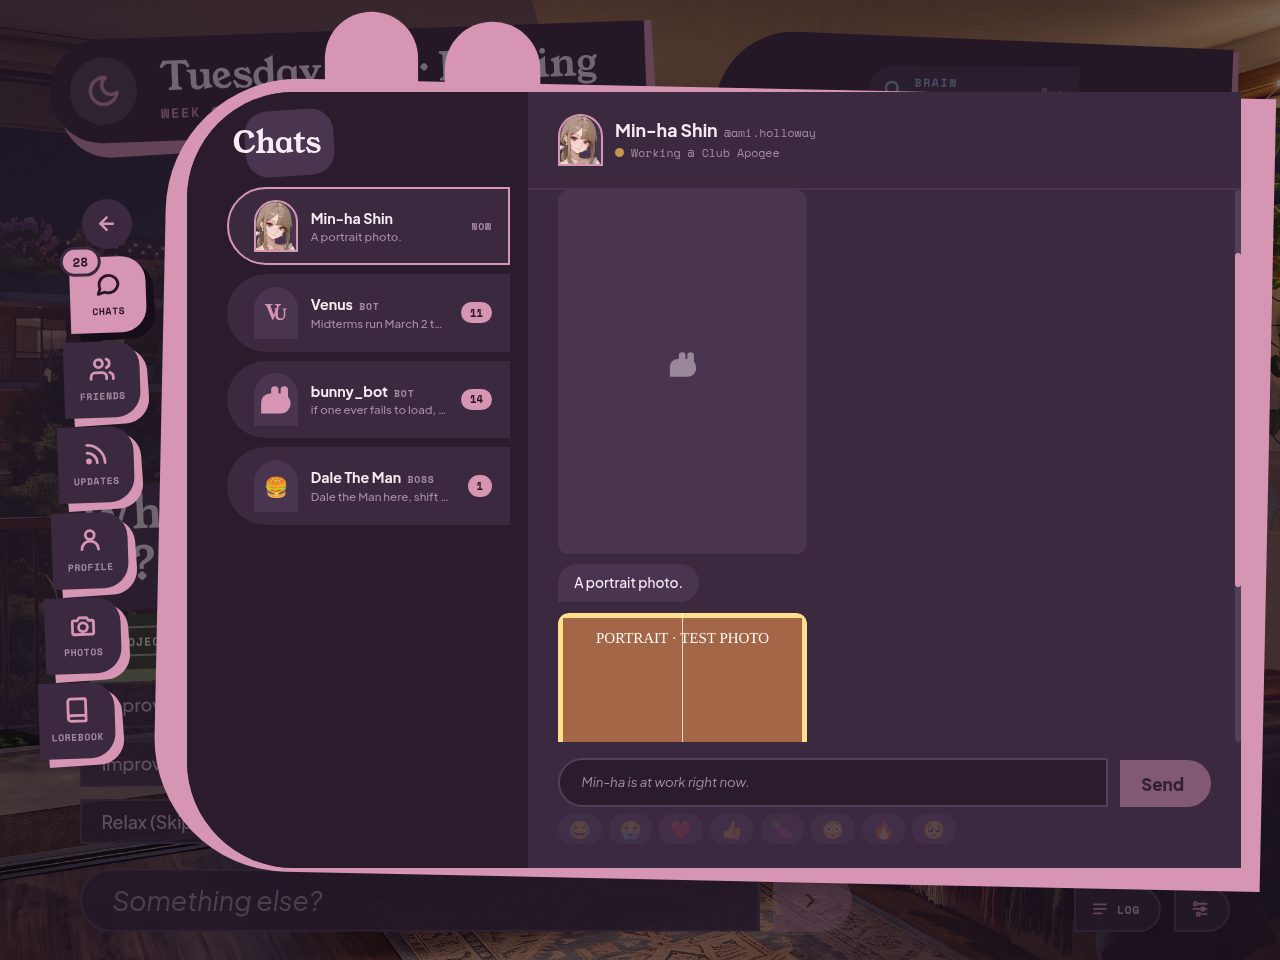 Tuesday
WEEK
BRAIN
Chats
Min-ha Shin @ami.holloway
Working @ Club Apogee
Min-ha Shin
A portrait photo.
NOW
Venus BOT
Midterms run March 2 t...
11
bunny_bot BOT
if one ever fails to load, ...
14
Dale The Man BOSS
Dale the Man here, shift ...
1
28
CHATS
FRIENDS
UPDATES
PROFILE
PHOTOS
LOREBOOK
A portrait photo.
PORTRAIT · TEST PHOTO
Min-ha is at work right now.
Send
Relax (Skip
Something else?
LOG